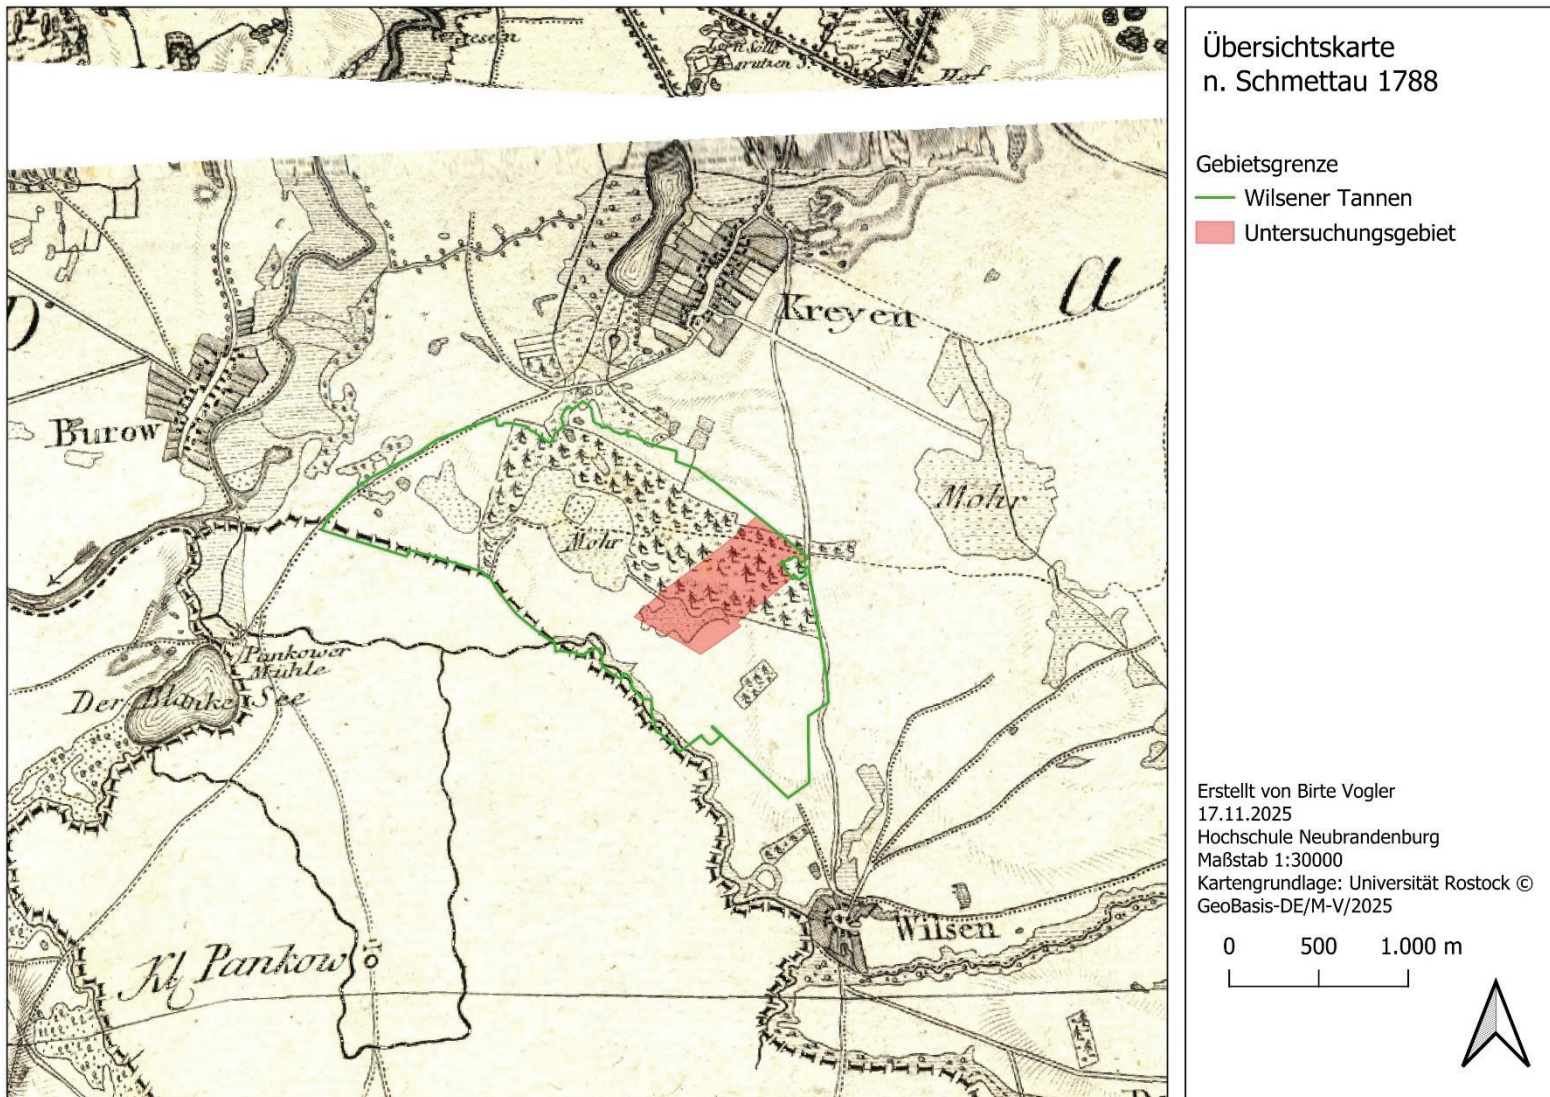 Übersichtskarte
n. Schmettau 1788
Gebietsgrenze
Wilsener Tannen
Untersuchungsgebiet
Kreyen
a
D
Burow
Mohr
Mohr
Pankower
Mühle
Der Blanke See
Wilsen
Kl Pankow
Erstellt von Birte Vogler
17.11.2025
Hochschule Neubrandenburg
Maßstab 1:30000
Kartengrundlage: Universität Rostock ©
GeoBasis-DE/M-V/2025
0 500 1.000 m